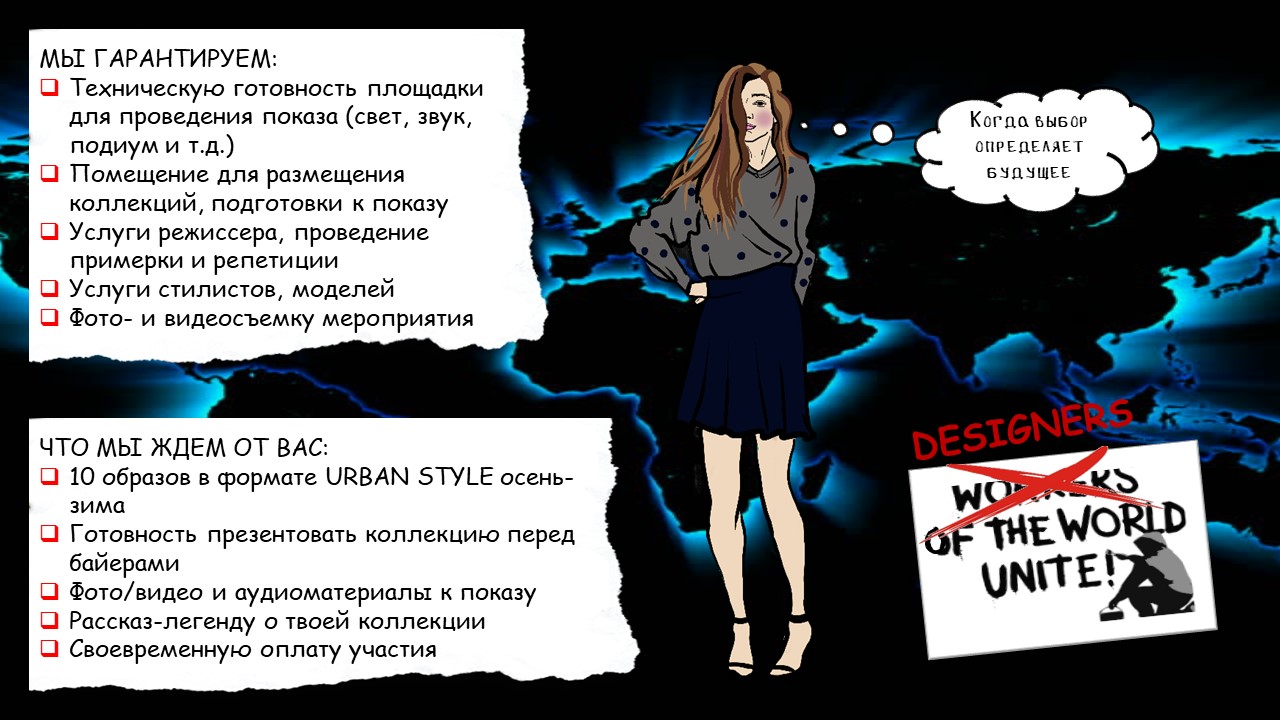 МЫ ГАРАНТИРУЕМ:
Техническую готовность площадки
для проведения показа (свет, звук,
подиум и т.д.)
Помещение для размещения
коллекций, подготовки к показу
Услуги режиссера, проведение
примерки и репетиции
Услуги стилистов, моделей
Фото- и видеосъемку мероприятия
Когда выбор
определяет
будущее
ЧТО МЫ ЖДЕМ ОТ ВАС:
10 образов в формате URBAN STYLE осень-
зима
Готовность презентовать коллекцию перед
байерами
Фото/видео и аудиоматериалы к показу
Рассказ-легенду о твоей коллекции
Своевременную оплату участия
DESIGNERS
WORKERS
OF THE WORLD
UNITE!